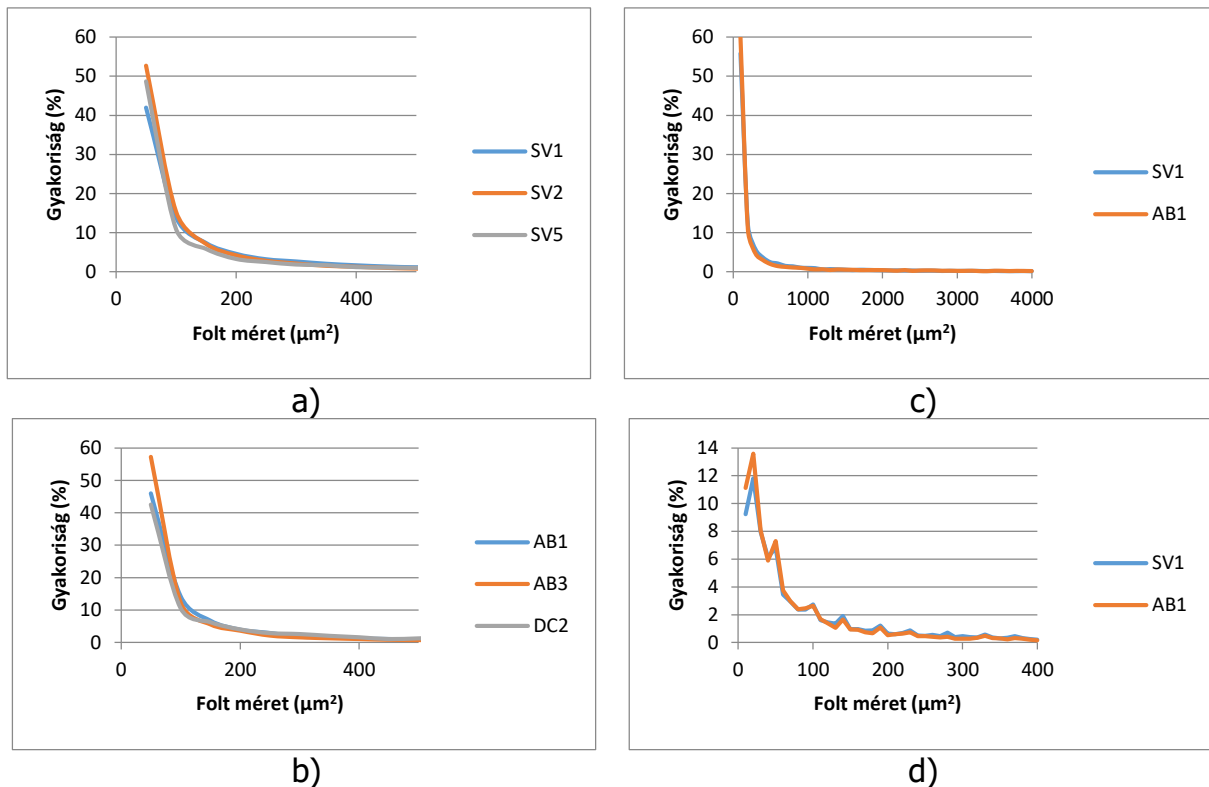 Gyakoriság (%)
60
50
40
30
20
10
0
0 200 400
Folt méret (µm²)
SV1
SV2
SV5
a)
Gyakoriság (%)
60
50
40
30
20
10
0
0 1000 2000 3000 4000
Folt méret (µm²)
SV1
AB1
c)
Gyakoriság (%)
60
50
40
30
20
10
0
0 200 400
Folt méret (µm²)
AB1
AB3
DC2
b)
Gyakoriság (%)
14
12
10
8
6
4
2
0
0 100 200 300 400
Folt méret (µm²)
SV1
AB1
d)